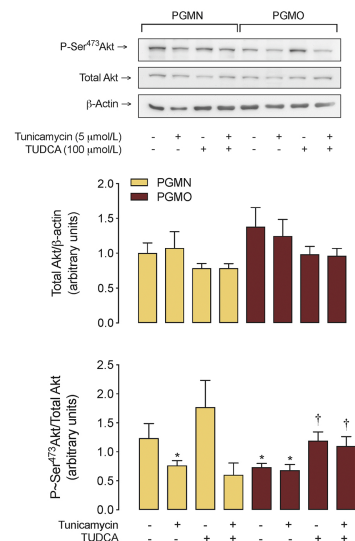 PGMN PGMO
P-Ser473Akt →
Total Akt →
β-Actin →
Tunicamycin (5 μmol/L) - + - + - + - +
TUDCA (100 μmol/L) - - + + - - + +
PGMN
PGMO
Total Akt/β-actin
(arbitrary units)
2.0
1.5
1.0
0.5
0.0
P~Ser473Akt/Total Akt
(arbitrary units)
2.5
2.0
1.5
1.0
0.5
0.0
* * * † †
Tunicamycin - + - + - + - +
TUDCA - - + + - - + +